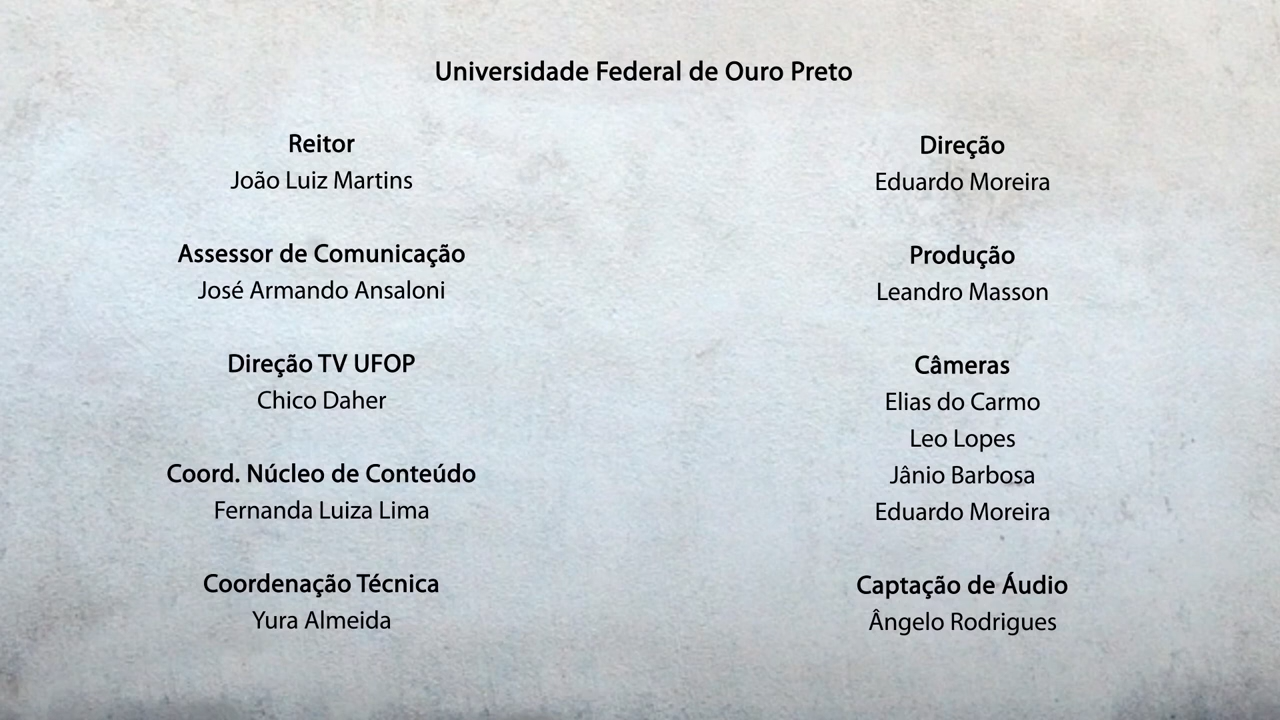 Universidade Federal de Ouro Preto
Reitor
João Luiz Martins
Assessor de Comunicação
José Armando Ansaloni
Direção TV UFOP
Chico Daher
Coord. Núcleo de Conteúdo
Fernanda Luiza Lima
Coordenação Técnica
Yura Almeida
Direção
Eduardo Moreira
Produção
Leandro Masson
Câmeras
Elias do Carmo
Leo Lopes
Jânio Barbosa
Eduardo Moreira
Captação de Áudio
Ângelo Rodrigues